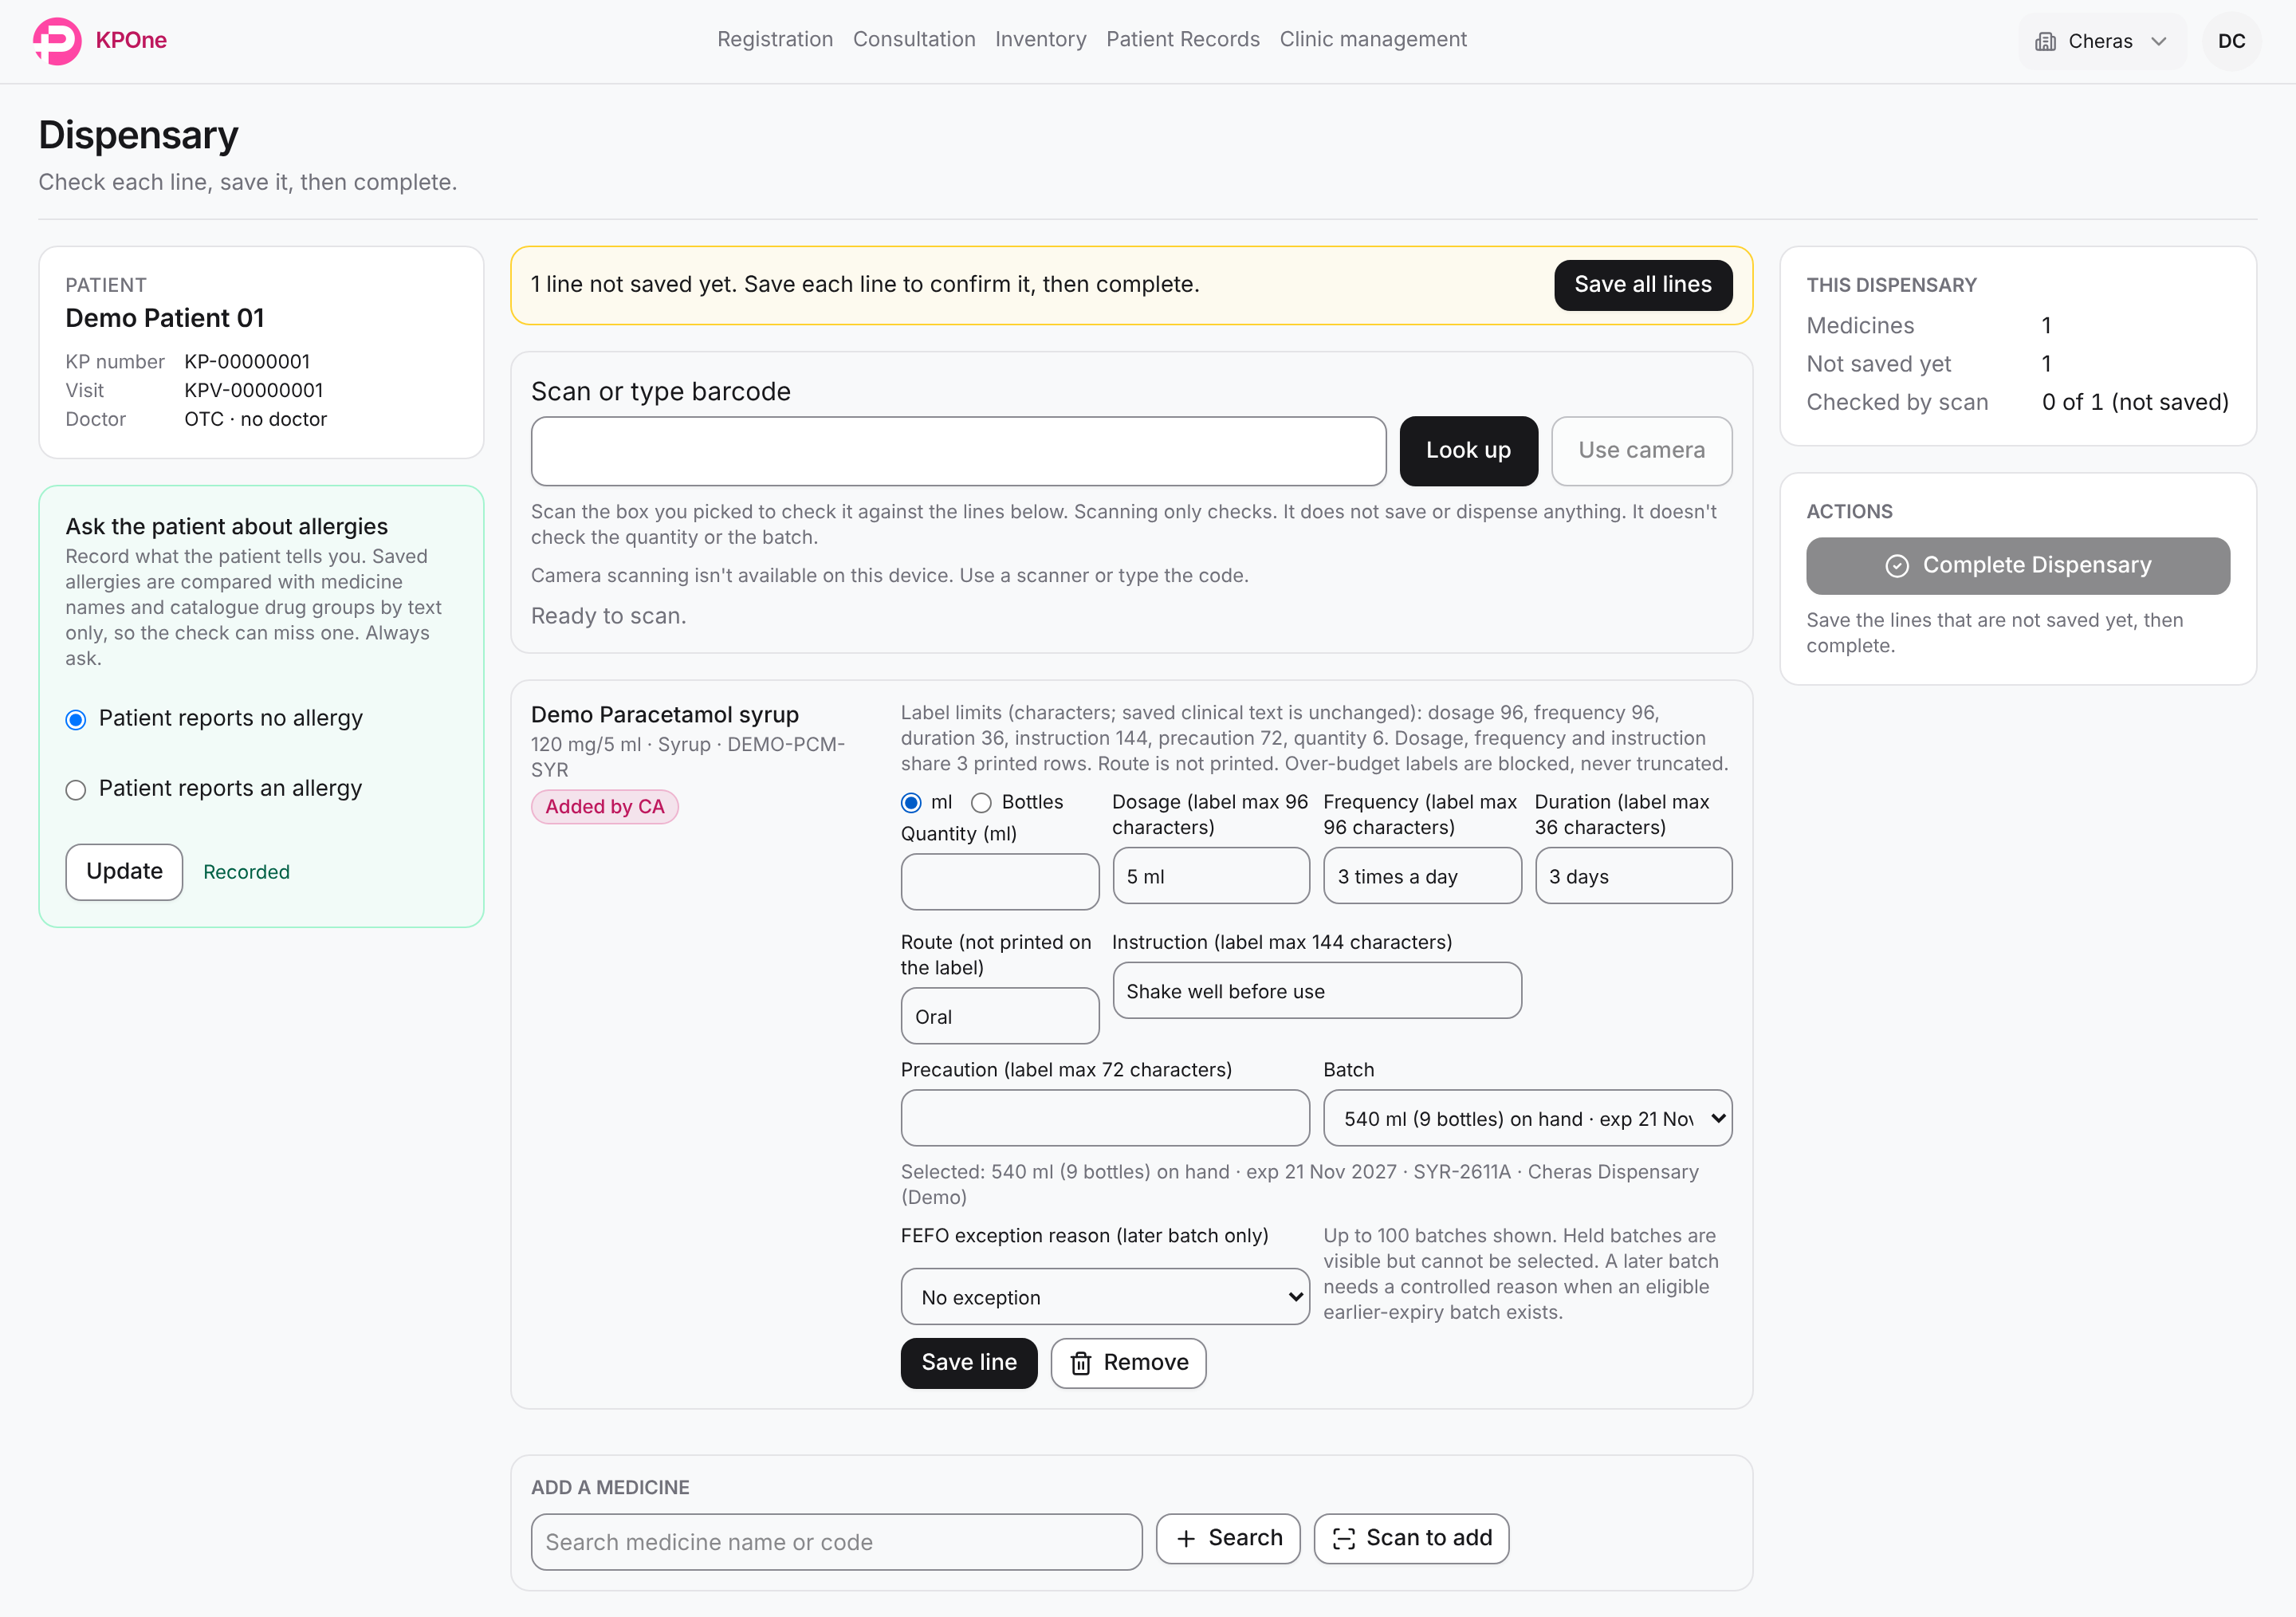 KPOne
Registration
Consultation
Inventory
Patient Records
Clinic management
Cheras
DC
Dispensary
Check each line, save it, then complete.
PATIENT
Demo Patient 01
KP number KP-00000001
Visit KPV-00000001
Doctor OTC · no doctor
Ask the patient about allergies
Record what the patient tells you. Saved
allergies are compared with medicine
names and catalogue drug groups by text
only, so the check can miss one. Always
ask.
Patient reports no allergy
Patient reports an allergy
Update
Recorded
1 line not saved yet. Save each line to confirm it, then complete.
Save all lines
Scan or type barcode
Look up
Use camera
Scan the box you picked to check it against the lines below. Scanning only checks. It does not save or dispense anything. It doesn't
check the quantity or the batch.
Camera scanning isn't available on this device. Use a scanner or type the code.
Ready to scan.
Demo Paracetamol syrup
120 mg/5 ml · Syrup · DEMO-PCM-
SYR
Added by CA
Label limits (characters; saved clinical text is unchanged): dosage 96, frequency 96,
duration 36, instruction 144, precaution 72, quantity 6. Dosage, frequency and instruction
share 3 printed rows. Route is not printed. Over-budget labels are blocked, never truncated.
ml
Bottles
Quantity (ml)
Dosage (label max 96
characters)
5 ml
Frequency (label max
96 characters)
3 times a day
Duration (label max
36 characters)
3 days
Route (not printed on
the label)
Oral
Instruction (label max 144 characters)
Shake well before use
Precaution (label max 72 characters)
Batch
540 ml (9 bottles) on hand · exp 21 Nov
Selected: 540 ml (9 bottles) on hand · exp 21 Nov 2027 · SYR-2611A · Cheras Dispensary
(Demo)
FEFO exception reason (later batch only)
No exception
Up to 100 batches shown. Held batches are
visible but cannot be selected. A later batch
needs a controlled reason when an eligible
earlier-expiry batch exists.
Save line
Remove
ADD A MEDICINE
Search medicine name or code
Search
Scan to add
THIS DISPENSARY
Medicines 1
Not saved yet 1
Checked by scan 0 of 1 (not saved)
ACTIONS
Complete Dispensary
Save the lines that are not saved yet, then
complete.